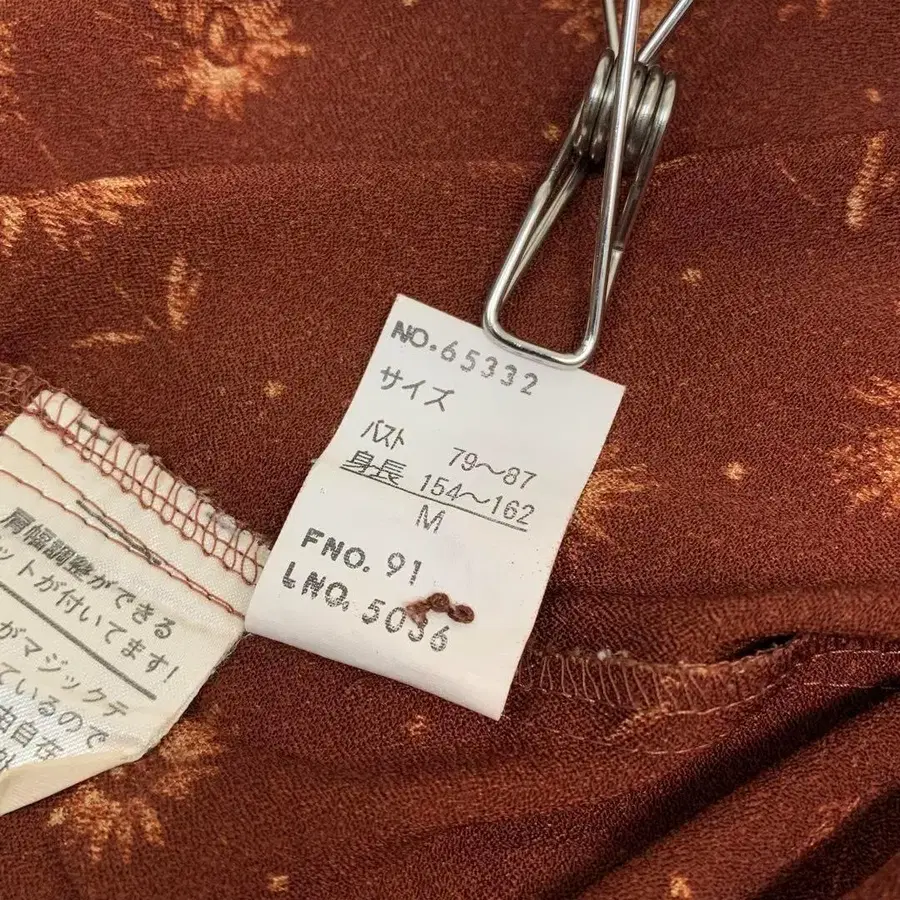 NO.65332
サイズ
バスト 79～87
身長 154～162
M
FNO. 91
LNO. 5036
肩幅調整ができる
ットが付いてます!
がマジックテ
ているので
由自在